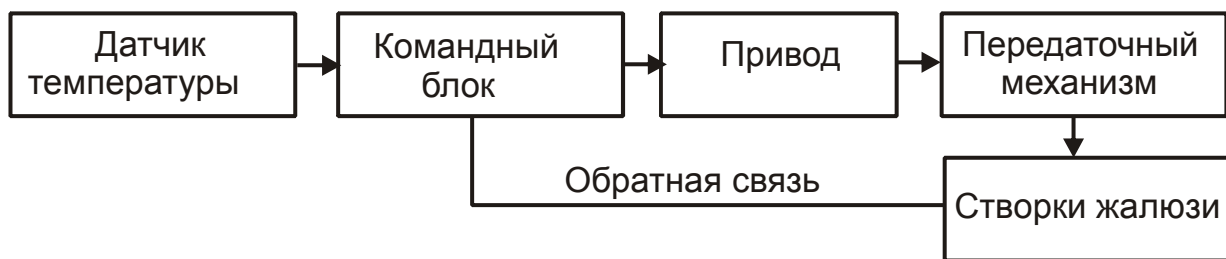 Датчик
температуры
Командный
блок
Привод
Передаточный
механизм
Обратная связь
Створки жалюзи